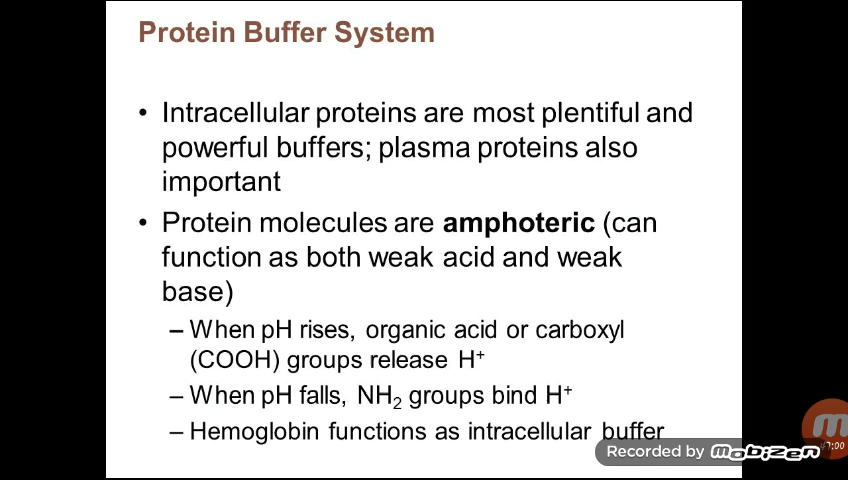 Protein Buffer System
• Intracellular proteins are most plentiful and
powerful buffers; plasma proteins also
important
• Protein molecules are amphoteric (can
function as both weak acid and weak
base)
– When pH rises, organic acid or carboxyl
(COOH) groups release H⁺
– When pH falls, NH₂ groups bind H⁺
– Hemoglobin functions as intracellular buffer
Recorded by mobizen